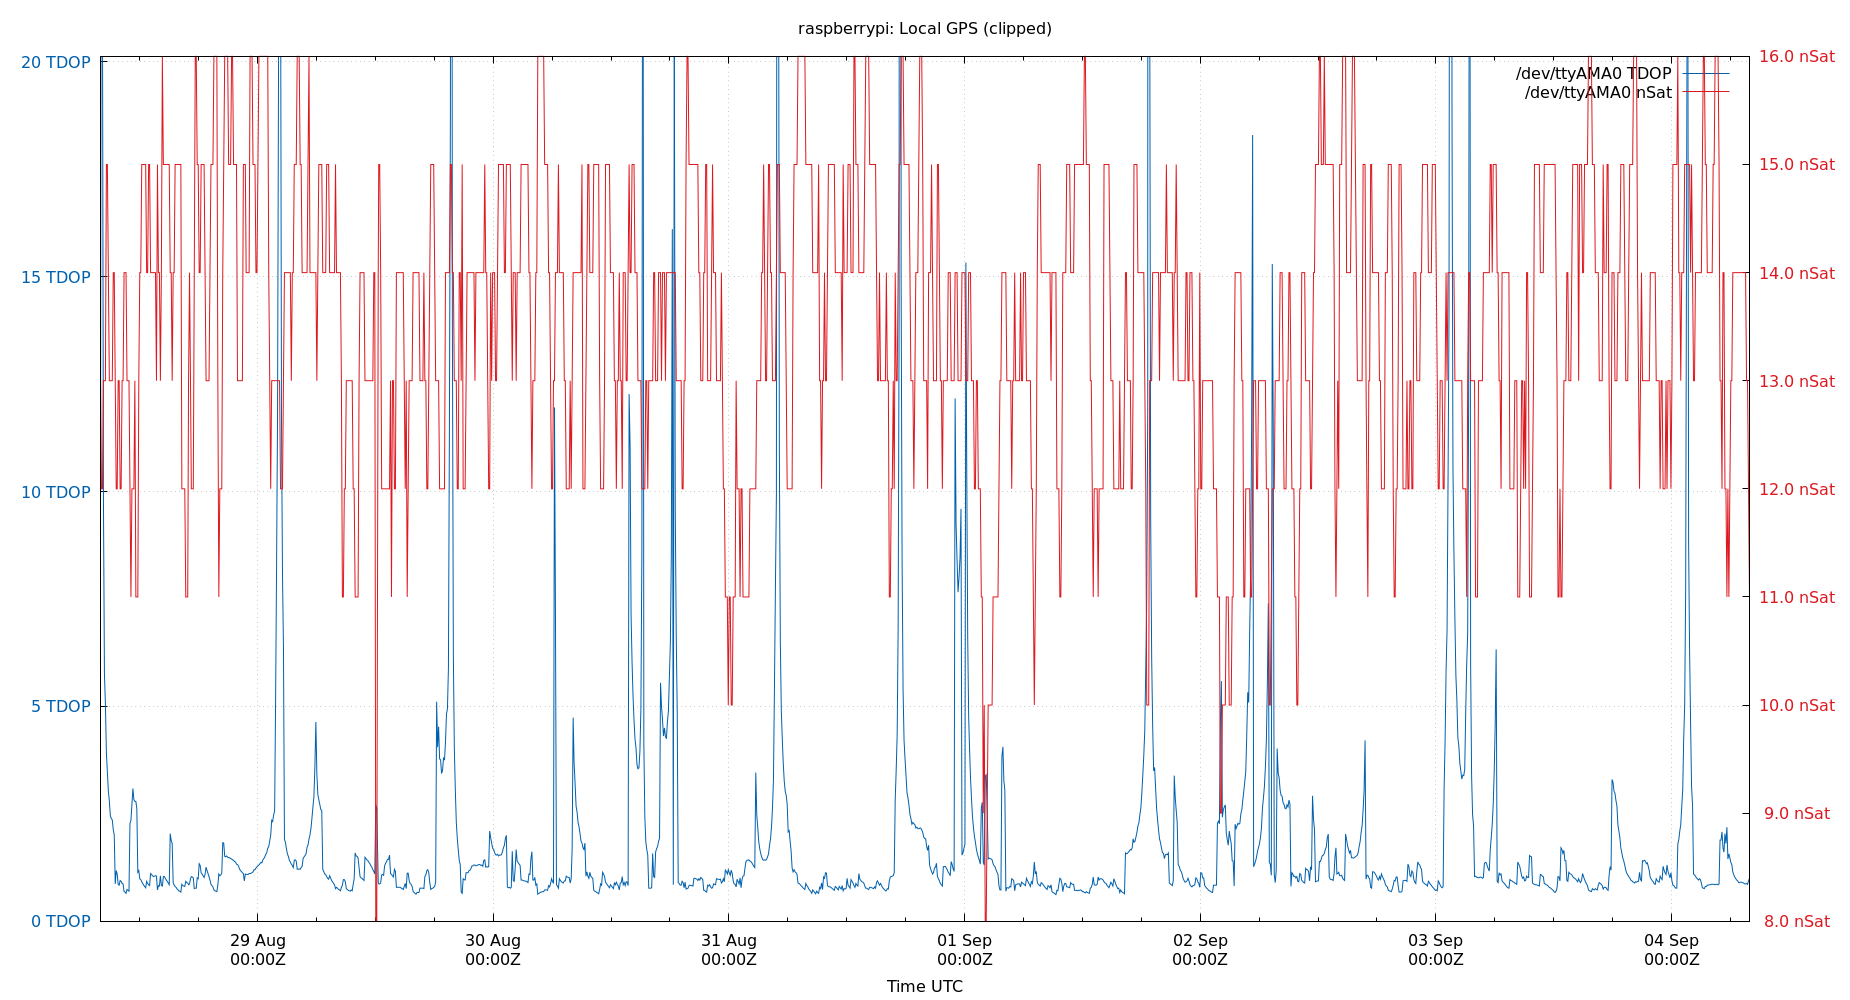 raspberrypi: Local GPS (clipped)
20 TDOP
15 TDOP
10 TDOP
5 TDOP
0 TDOP
16.0 nSat
15.0 nSat
14.0 nSat
13.0 nSat
12.0 nSat
11.0 nSat
10.0 nSat
9.0 nSat
8.0 nSat
/dev/ttyAMA0 TDOP
/dev/ttyAMA0 nSat
29 Aug
00:00Z
30 Aug
00:00Z
31 Aug
00:00Z
01 Sep
00:00Z
02 Sep
00:00Z
03 Sep
00:00Z
04 Sep
00:00Z
Time UTC